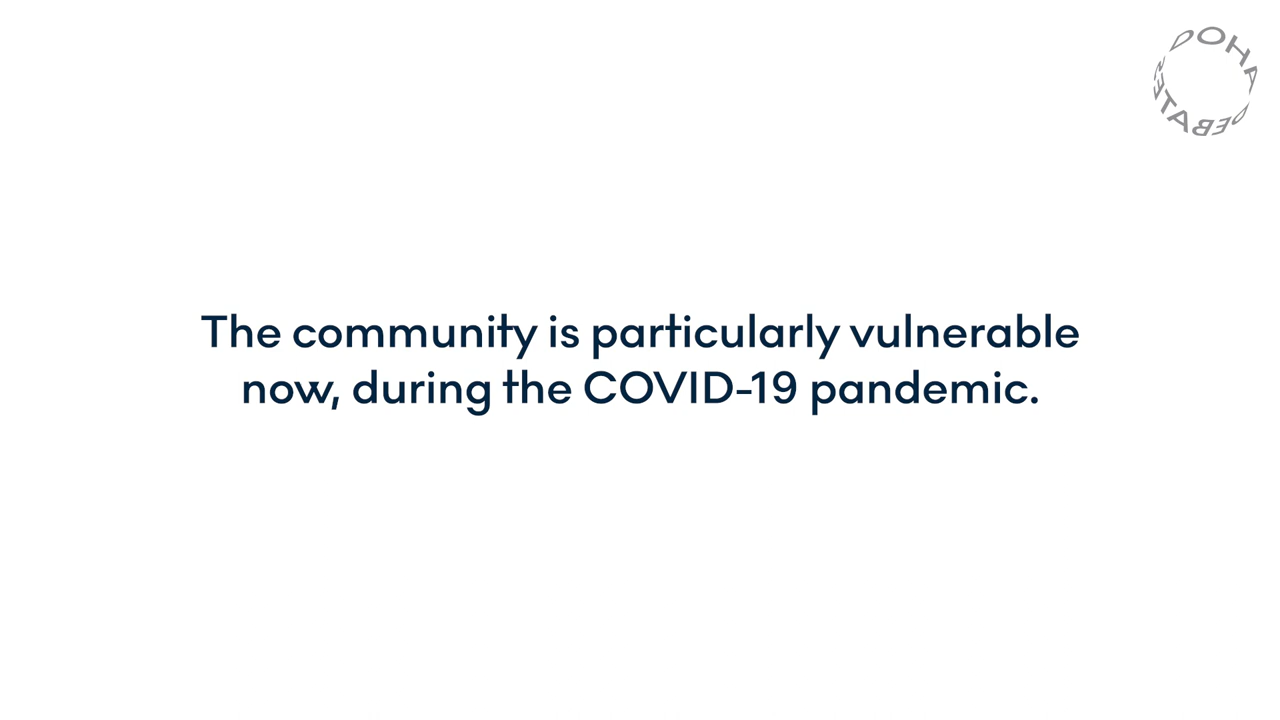 DOHA DEBATES
The community is particularly vulnerable
now, during the COVID-19 pandemic.